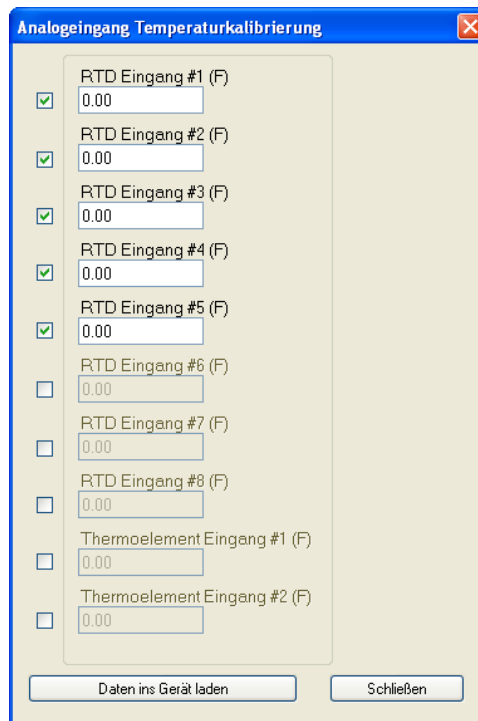 Analogeingang Temperaturkalibrierung
RTD Eingang #1 (F)
0.00
RTD Eingang #2 (F)
0.00
RTD Eingang #3 (F)
0.00
RTD Eingang #4 (F)
0.00
RTD Eingang #5 (F)
0.00
RTD Eingang #6 (F)
0.00
RTD Eingang #7 (F)
0.00
RTD Eingang #8 (F)
0.00
Thermoelement Eingang #1 (F)
0.00
Thermoelement Eingang #2 (F)
0.00
Daten ins Gerät laden Schließen